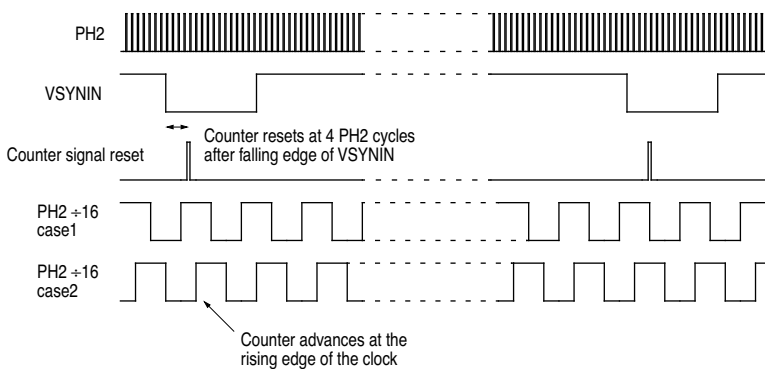 PH2
VSYNIN
Counter resets at 4 PH2 cycles
after falling edge of VSYNIN
Counter signal reset
PH2 ÷16
case1
PH2 ÷16
case2
Counter advances at the
rising edge of the clock